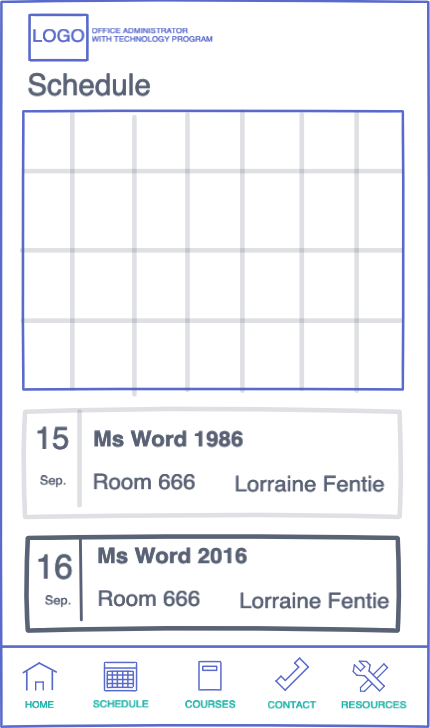 LOGO
OFFICE ADMINISTRATOR
WITH TECHNOLOGY PROGRAM
Schedule
15 Ms Word 1986
Sep. Room 666 Lorraine Fentie
16 Ms Word 2016
Sep. Room 666 Lorraine Fentie
HOME SCHEDULE COURSES CONTACT RESOURCES